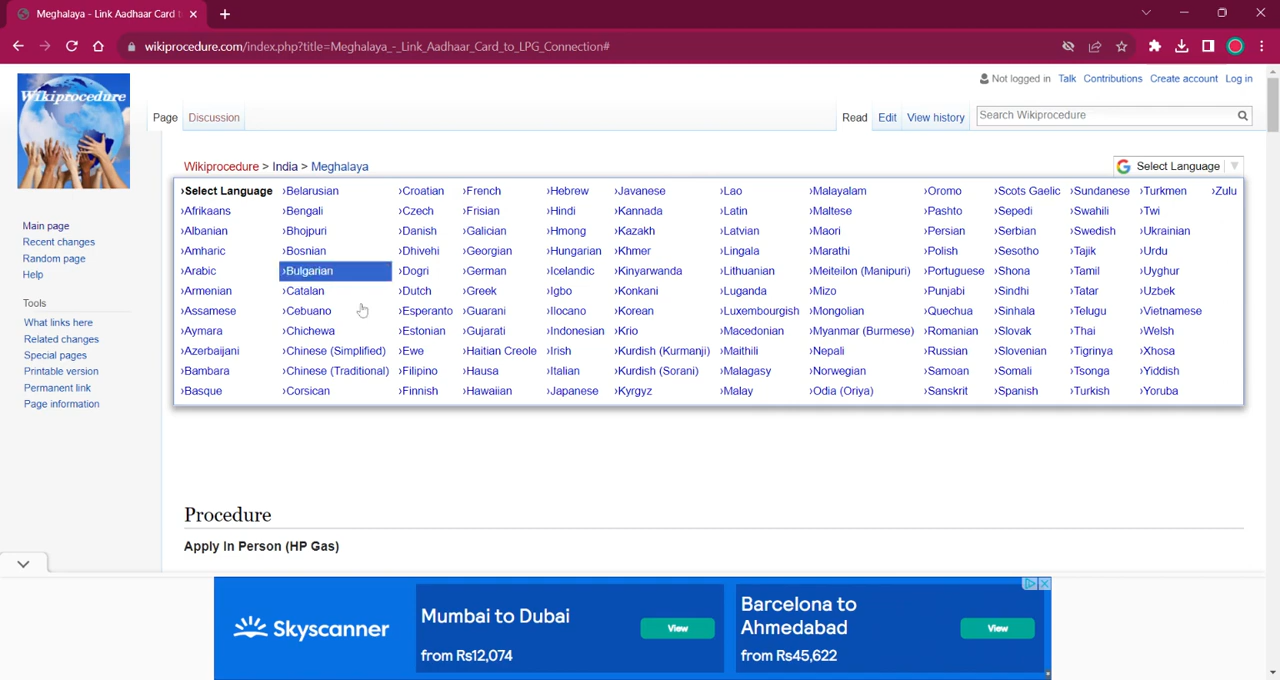 Meghalaya - Link Aadhaar Card t
wikiprocedure.com/index.php?title=Meghalaya_-_Link_Aadhaar_Card_to_LPG_Connection#
Not logged in Talk Contributions Create account Log in
Wikiprocedure
Page Discussion Read Edit View history Search Wikiprocedure
Wikiprocedure > India > Meghalaya
Select Language
Main page
Recent changes
Random page
Help
Tools
What links here
Related changes
Special pages
Printable version
Permanent link
Page information
›Select Language ›Belarusian ›Croatian ›French ›Hebrew ›Javanese ›Lao ›Malayalam ›Oromo ›Scots Gaelic ›Sundanese ›Turkmen ›Zulu
›Afrikaans ›Bengali ›Czech ›Frisian ›Hindi ›Kannada ›Latin ›Maltese ›Pashto ›Sepedi ›Swahili ›Twi
›Albanian ›Bhojpuri ›Danish ›Galician ›Hmong ›Kazakh ›Latvian ›Maori ›Persian ›Serbian ›Swedish ›Ukrainian
›Amharic ›Bosnian ›Dhivehi ›Georgian ›Hungarian ›Khmer ›Lingala ›Marathi ›Polish ›Sesotho ›Tajik ›Urdu
›Arabic ›Bulgarian ›Dogri ›German ›Icelandic ›Kinyarwanda ›Lithuanian ›Meiteilon (Manipuri) ›Portuguese ›Shona ›Tamil ›Uyghur
›Armenian ›Catalan ›Dutch ›Greek ›Igbo ›Konkani ›Luganda ›Mizo ›Punjabi ›Sindhi ›Tatar ›Uzbek
›Assamese ›Cebuano ›Esperanto ›Guarani ›Ilocano ›Korean ›Luxembourgish ›Mongolian ›Quechua ›Sinhala ›Telugu ›Vietnamese
›Aymara ›Chichewa ›Estonian ›Gujarati ›Indonesian ›Krio ›Macedonian ›Myanmar (Burmese) ›Romanian ›Slovak ›Thai ›Welsh
›Azerbaijani ›Chinese (Simplified) ›Ewe ›Haitian Creole ›Irish ›Kurdish (Kurmanji) ›Maithili ›Nepali ›Russian ›Slovenian ›Tigrinya ›Xhosa
›Bambara ›Chinese (Traditional) ›Filipino ›Hausa ›Italian ›Kurdish (Sorani) ›Malagasy ›Norwegian ›Samoan ›Somali ›Tsonga ›Yiddish
›Basque ›Corsican ›Finnish ›Hawaiian ›Japanese ›Kyrgyz ›Malay ›Odia (Oriya) ›Sanskrit ›Spanish ›Turkish ›Yoruba
Procedure
Apply In Person (HP Gas)
Skyscanner
Mumbai to Dubai
from Rs12,074
View
Barcelona to
Ahmedabad
from Rs45,622
View